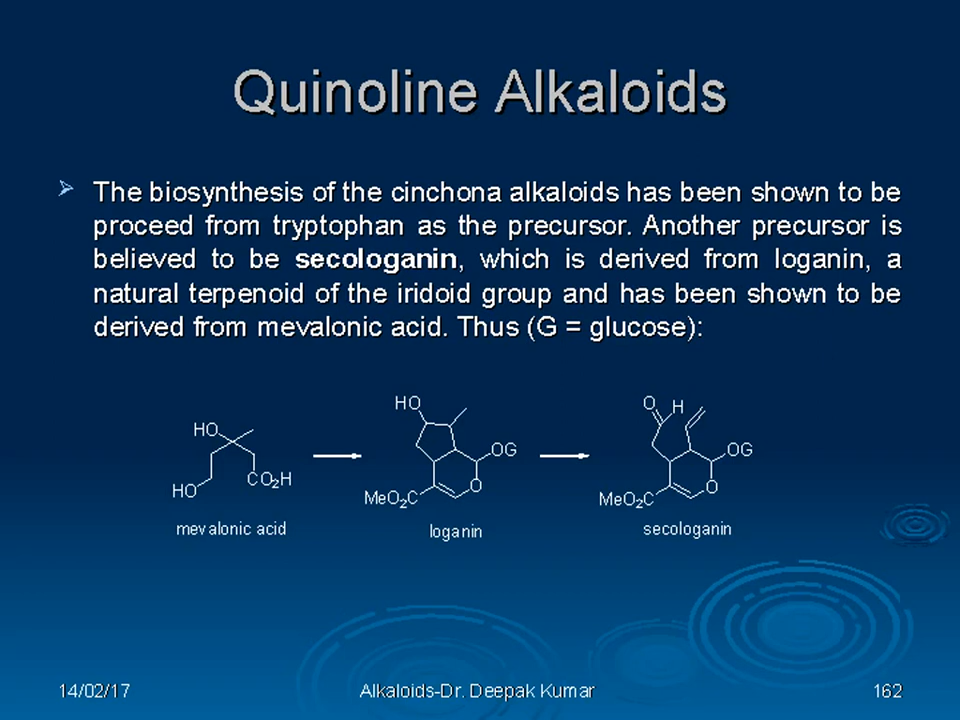 Quinoline Alkaloids
The biosynthesis of the cinchona alkaloids has been shown to be
proceed from tryptophan as the precursor. Another precursor is
believed to be secologanin, which is derived from loganin, a
natural terpenoid of the iridoid group and has been shown to be
derived from mevalonic acid. Thus (G = glucose):
HO
HO
CO₂H
mevalonic acid
HO
OG
O
MeO₂C
loganin
O
H
OG
O
MeO₂C
secologanin
14/02/17
Alkaloids-Dr. Deepak Kumar
162